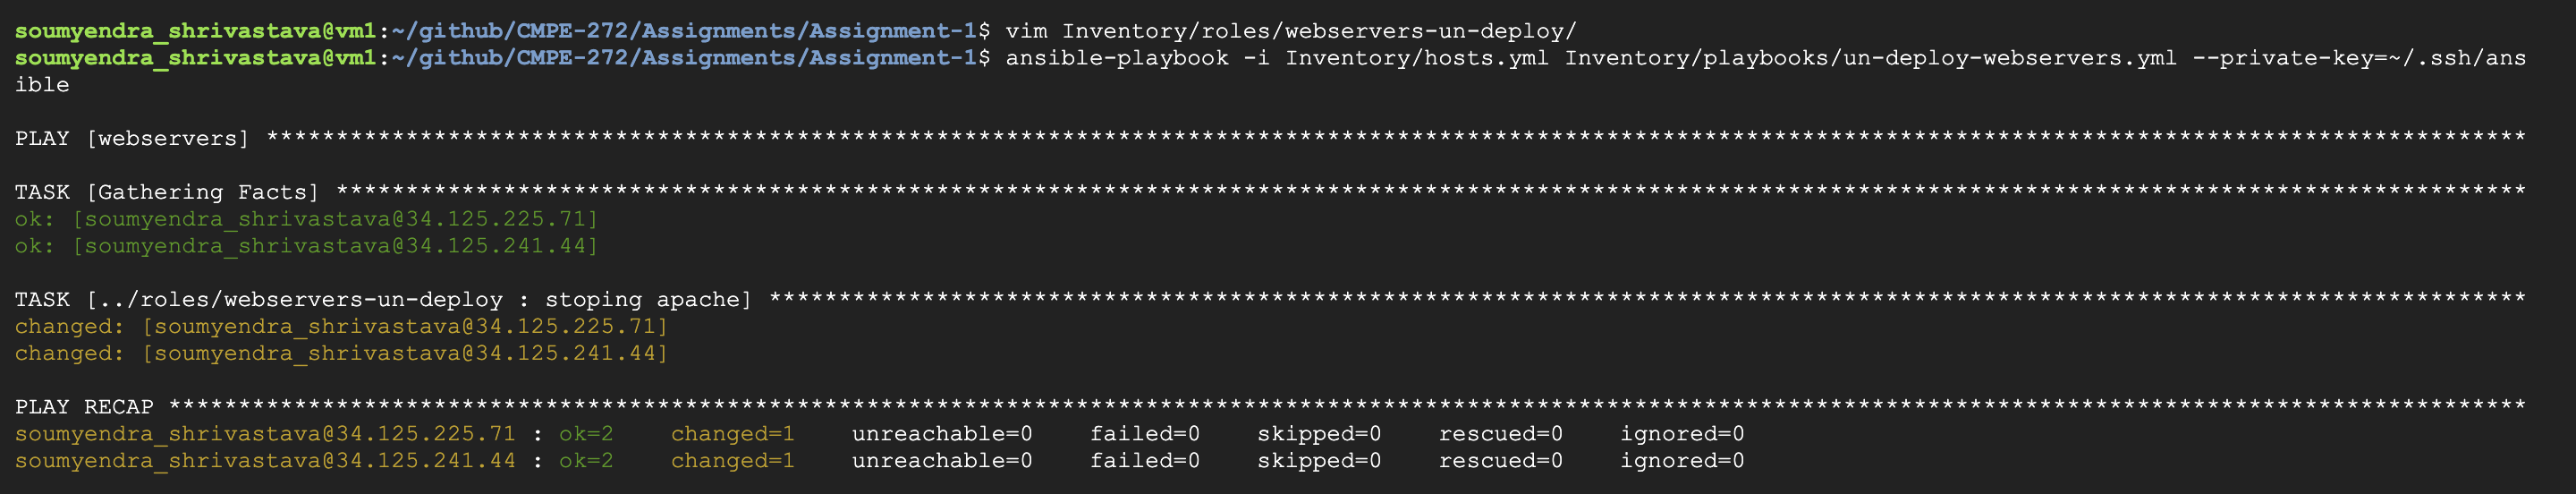 soumyendra_shrivastava@vm1:~/github/CMPE-272/Assignments/Assignment-1$ vim Inventory/roles/webservers-un-deploy/
soumyendra_shrivastava@vm1:~/github/CMPE-272/Assignments/Assignment-1$ ansible-playbook -i Inventory/hosts.yml Inventory/playbooks/un-deploy-webservers.yml --private-key=~/.ssh/ans
ible
PLAY [webservers] ******************************************************************************************************************************************************************
TASK [Gathering Facts] *************************************************************************************************************************************************************
ok: [soumyendra_shrivastava@34.125.225.71]
ok: [soumyendra_shrivastava@34.125.241.44]
TASK [../roles/webservers-un-deploy : stoping apache] ******************************************************************************************************************************
changed: [soumyendra_shrivastava@34.125.225.71]
changed: [soumyendra_shrivastava@34.125.241.44]
PLAY RECAP *************************************************************************************************************************************************************************
soumyendra_shrivastava@34.125.225.71 : ok=2    changed=1    unreachable=0    failed=0    skipped=0    rescued=0    ignored=0
soumyendra_shrivastava@34.125.241.44 : ok=2    changed=1    unreachable=0    failed=0    skipped=0    rescued=0    ignored=0